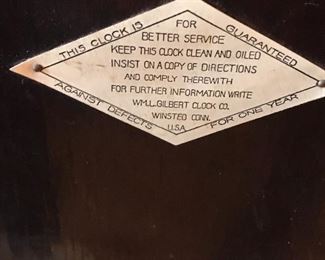 THIS CLOCK IS GUARANTEED
FOR
BETTER SERVICE
KEEP THIS CLOCK CLEAN AND OILED
INSIST ON A COPY OF DIRECTIONS
AND COMPLY THEREWITH
FOR FURTHER INFORMATION WRITE
WM.L. GILBERT CLOCK CO.
WINSTED CONN.
U.S.A.
AGAINST DEFECTS FOR ONE YEAR